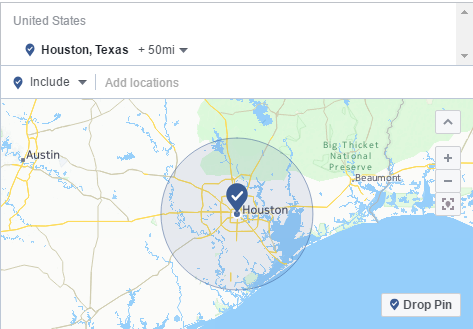 United States
Houston, Texas + 50mi
Include Add locations
Austin
Big Thicket
National
Preserve
Beaumont
Houston
Drop Pin